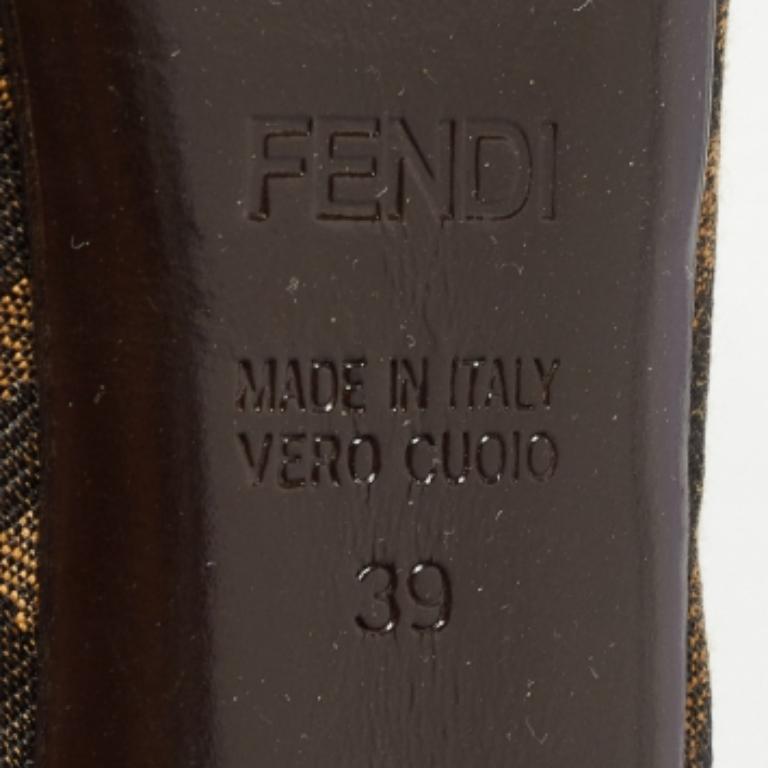 FENDI
MADE IN ITALY
VERO CUOIO
39